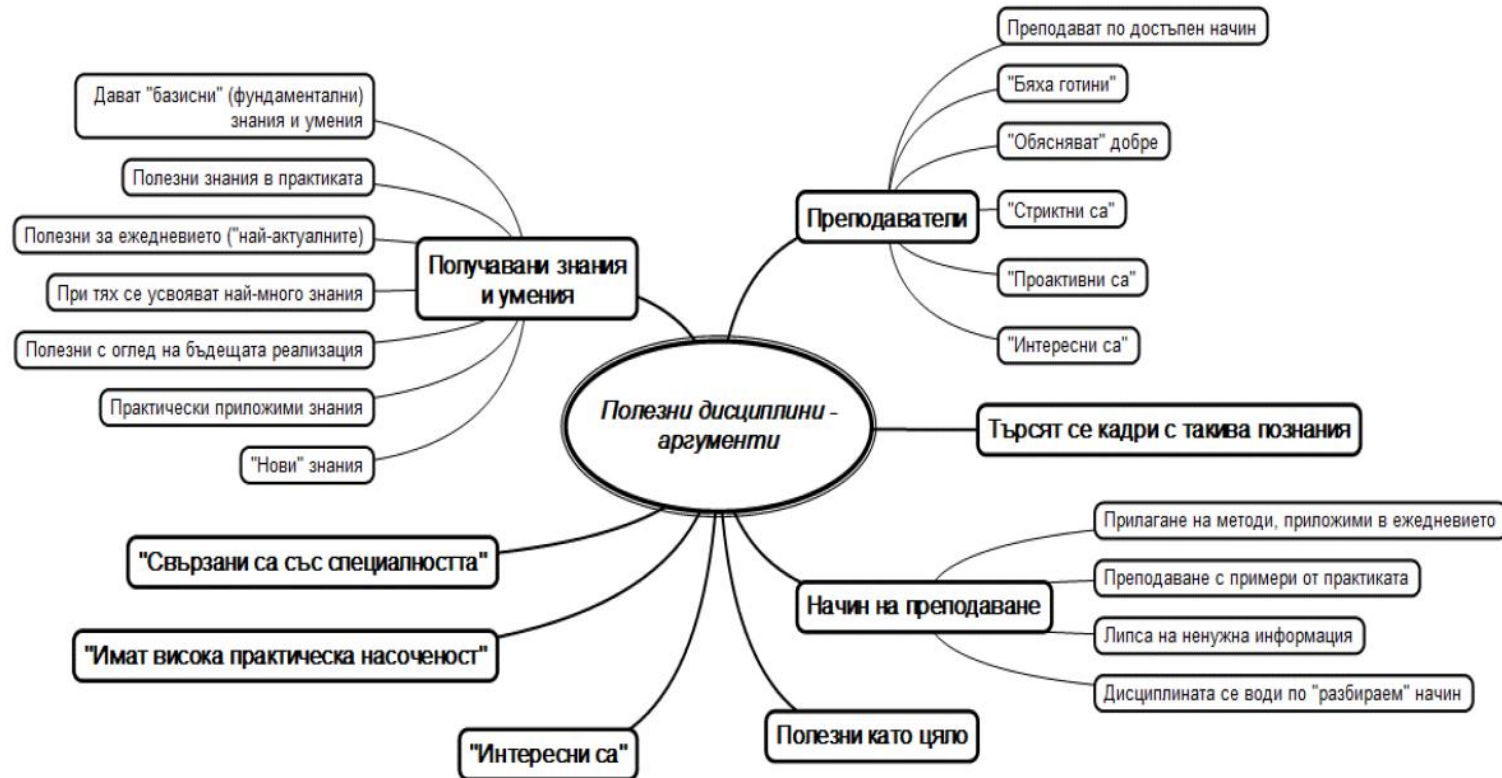 Полезни дисциплини -
аргументи
Преподаватели
Преподават по достъпен начин
"Бяха готини"
"Обясняват" добре
"Стриктни са"
"Проактивни са"
"Интересни са"
Търсят се кадри с такива познания
Начин на преподаване
Прилагане на методи, приложими в ежедневието
Преподаване с примери от практиката
Липса на ненужна информация
Дисциплината се води по "разбираем" начин
Полезни като цяло
"Интересни са"
"Имат висока практическа насоченост"
"Свързани са със специалността"
Получавани знания
и умения
Дават "базисни" (фундаментални)
знания и умения
Полезни знания в практиката
Полезни за ежедневието ("най-актуалните)
При тях се усвояват най-много знания
Полезни с оглед на бъдещата реализация
Практически приложими знания
"Нови" знания